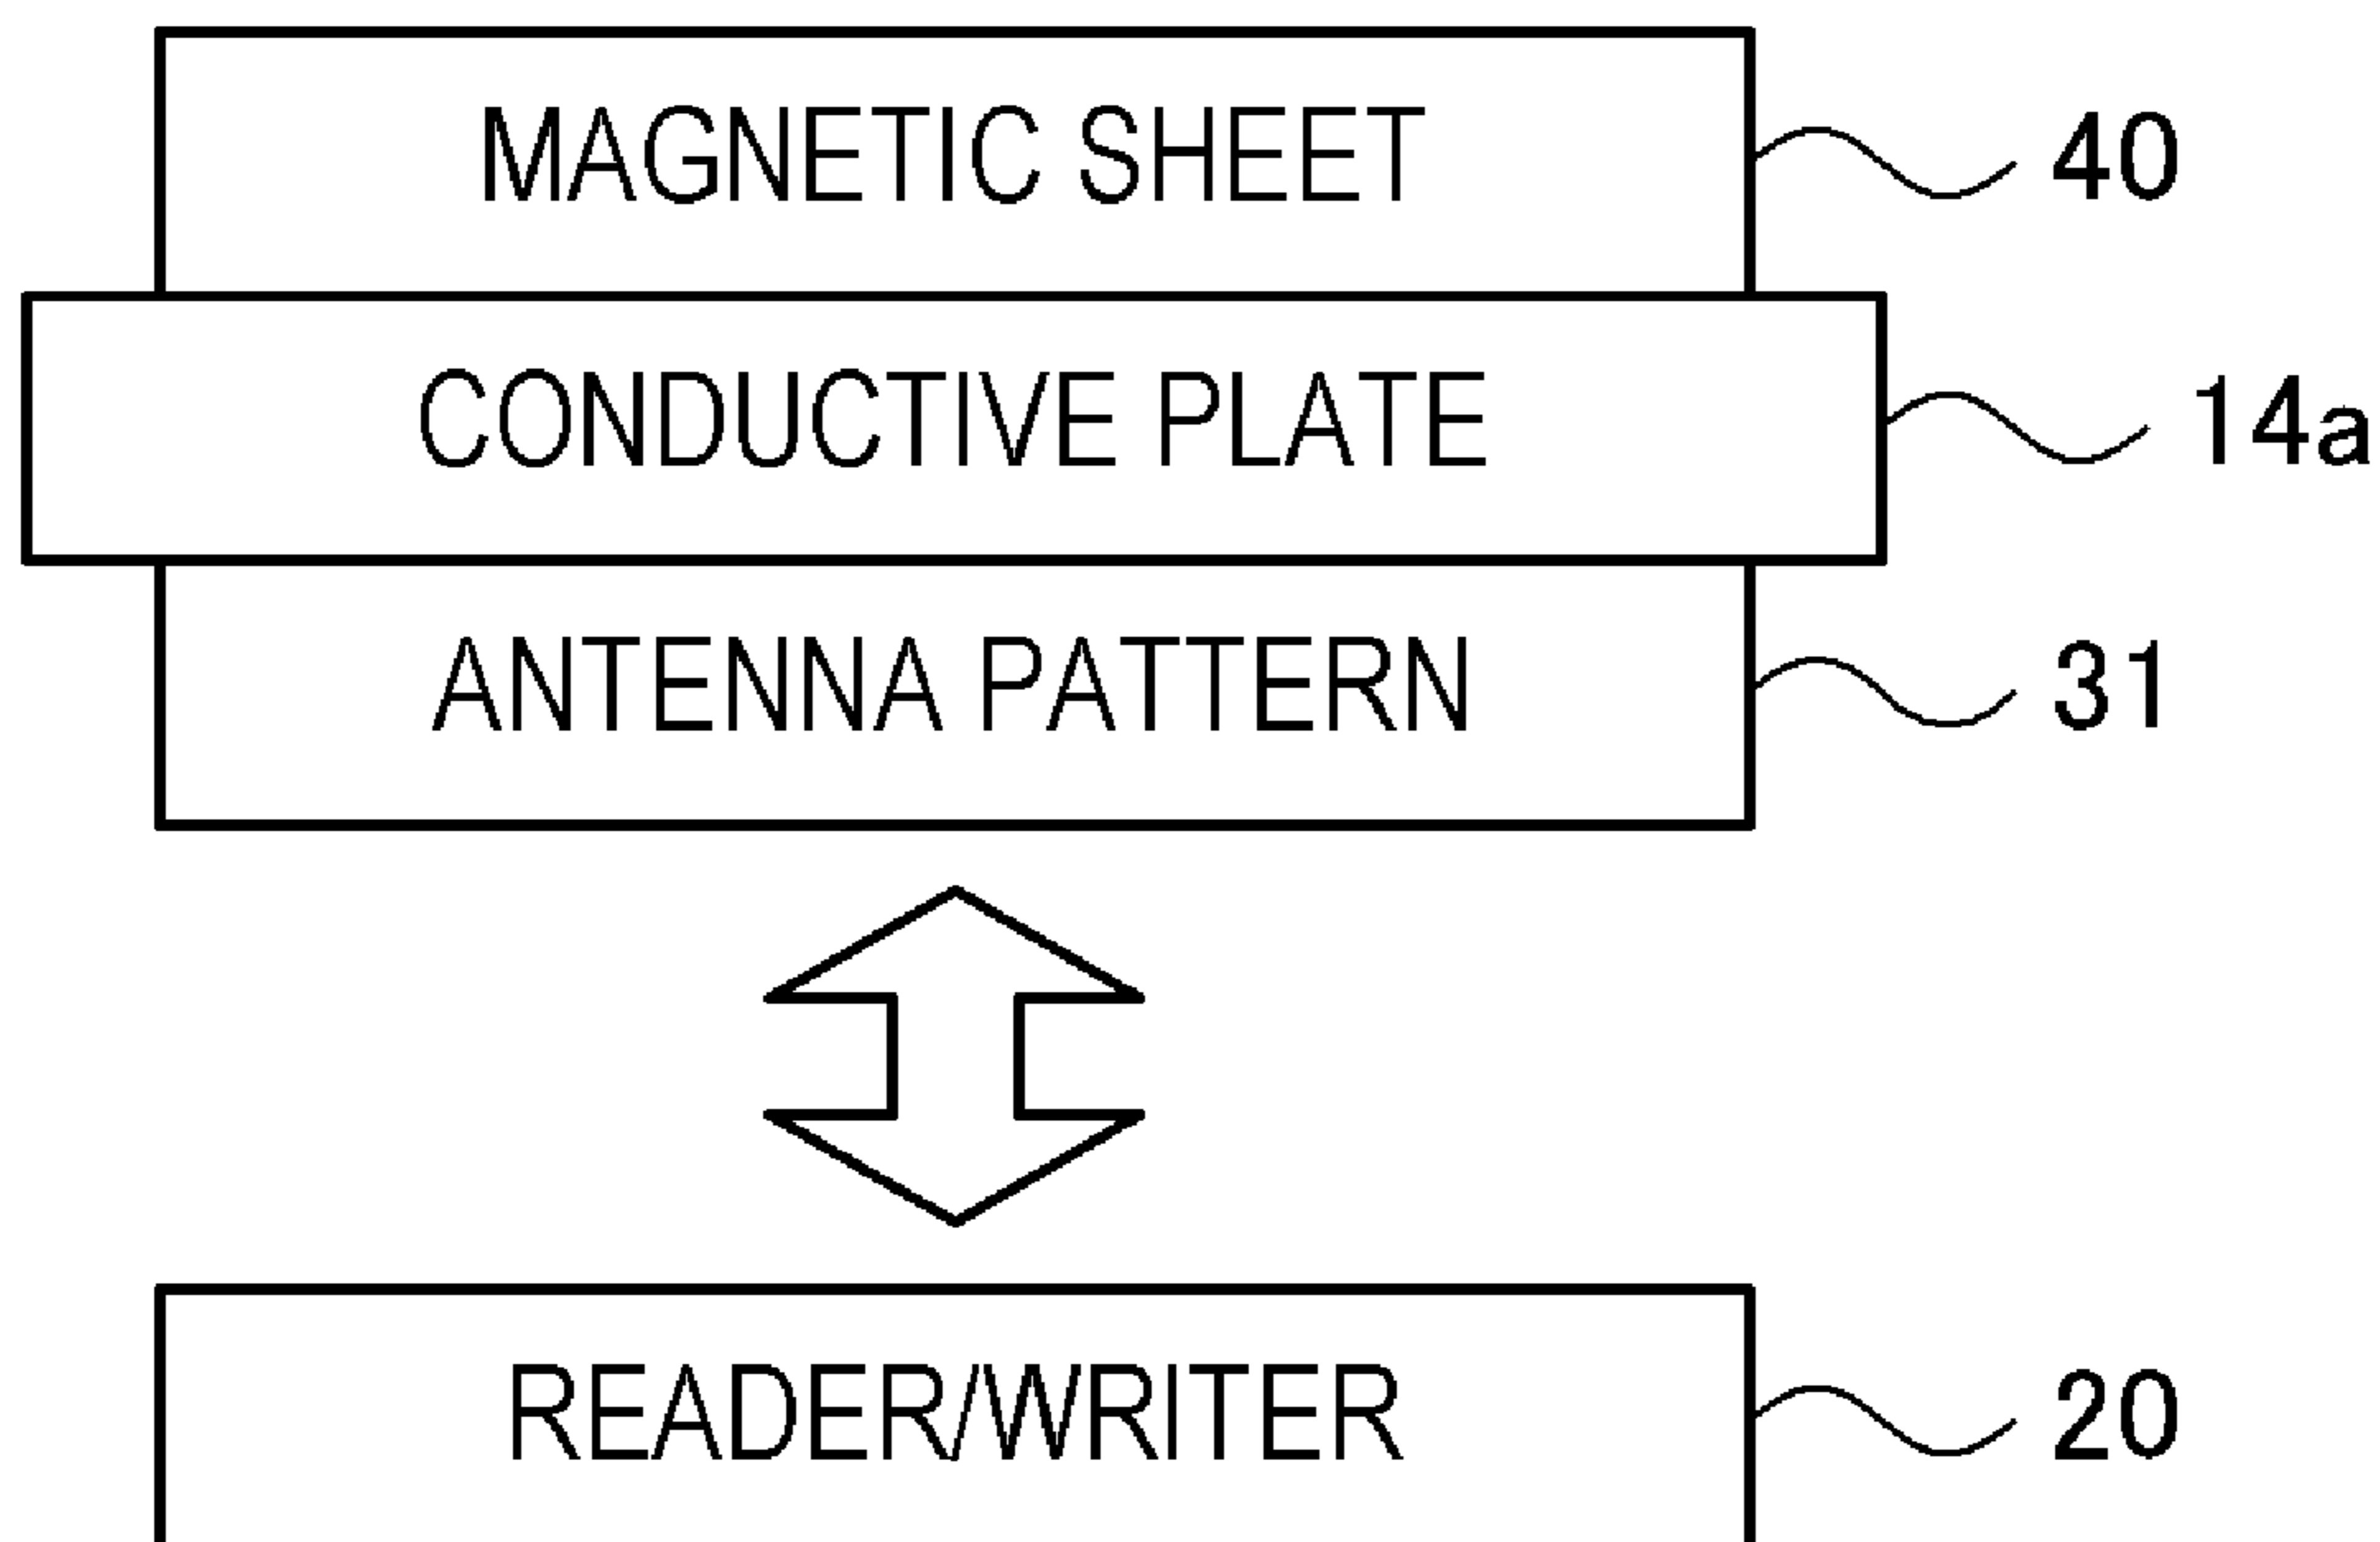 MAGNETIC SHEET 40
CONDUCTIVE PLATE 14a
ANTENNA PATTERN 31
READER/WRITER 20